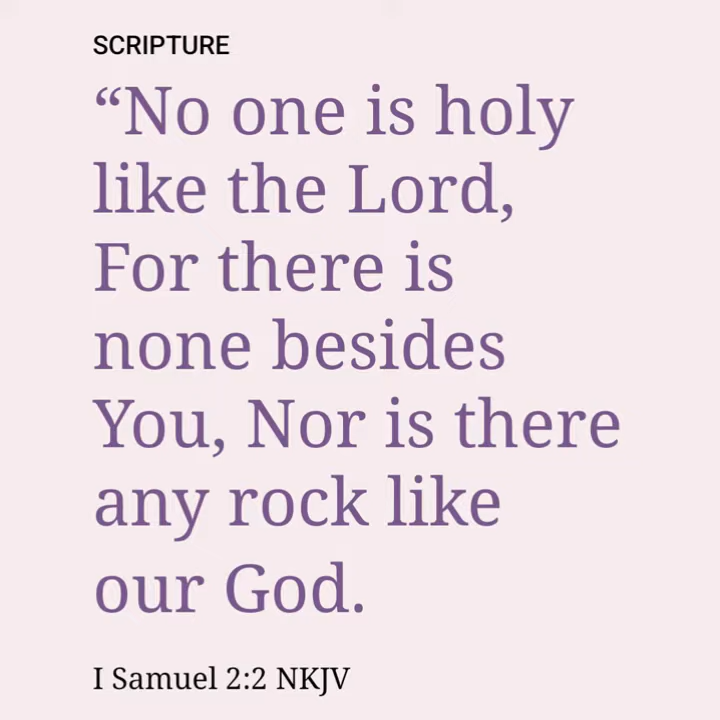 SCRIPTURE
“No one is holy
like the Lord,
For there is
none besides
You, Nor is there
any rock like
our God.
I Samuel 2:2 NKJV